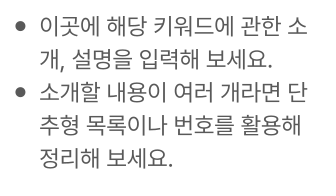 • 이곳에 해당 키워드에 관한 소
개, 설명을 입력해 보세요.
• 소개할 내용이 여러 개라면 단
추형 목록이나 번호를 활용해
정리해 보세요.